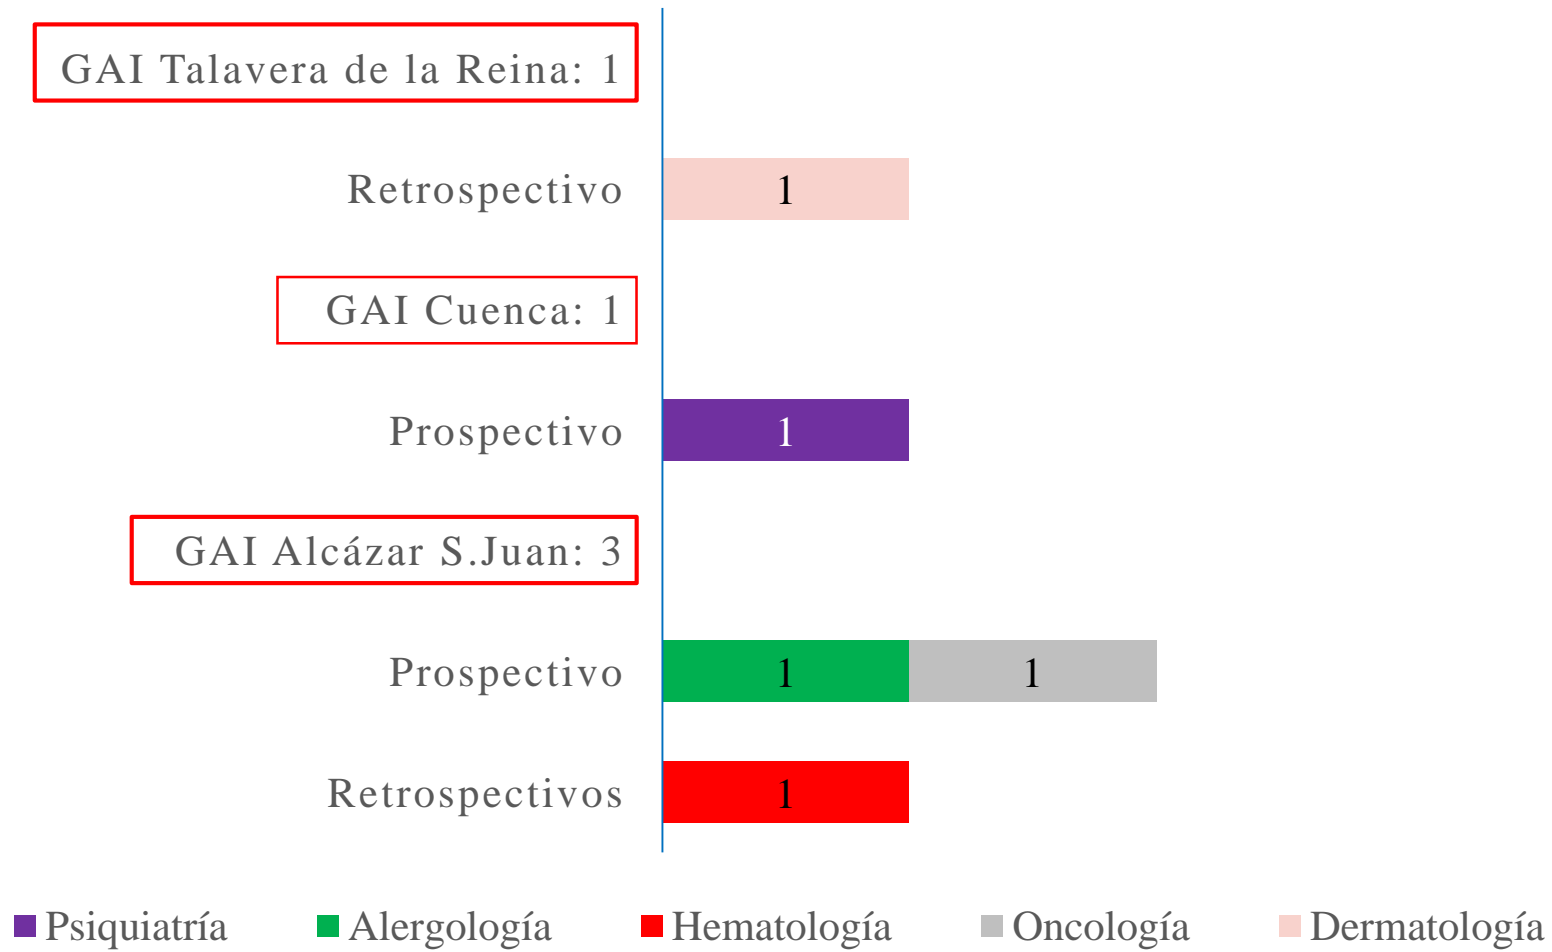 GAI Talavera de la Reina: 1
Retrospectivo 1
GAI Cuenca: 1
Prospectivo 1
GAI Alcázar S.Juan: 3
Prospectivo 1 1
Retrospectivos 1
Psiquiatría Alergología Hematología Oncología Dermatología